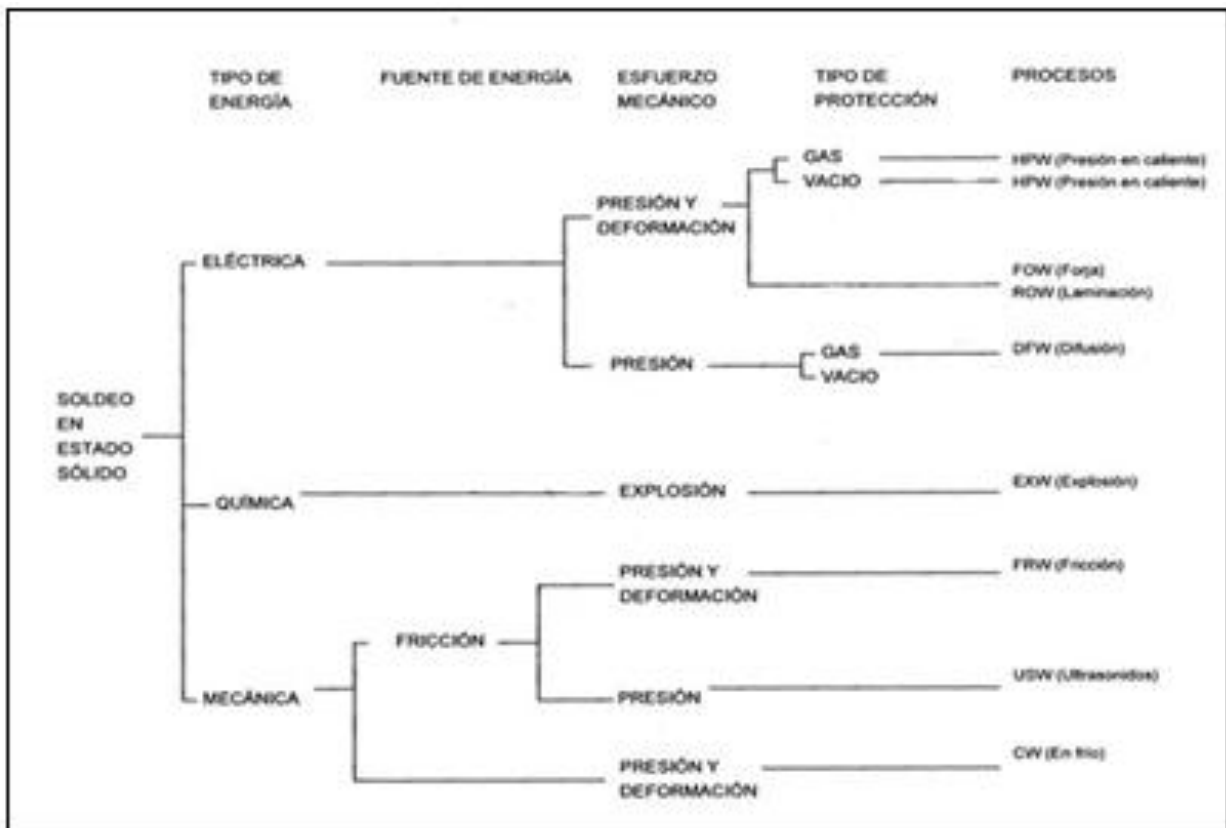 TIPO DE
ENERGÍA
FUENTE DE ENERGÍA
ESFUERZO
MECÁNICO
TIPO DE
PROTECCIÓN
PROCESOS
SOLDEO
EN
ESTADO
SÓLIDO
ELÉCTRICA
PRESIÓN Y
DEFORMACIÓN
GAS
HPW (Presión en caliente)
VACIO
HPW (Presión en caliente)
FOW (Forja)
ROW (Laminación)
PRESIÓN
GAS
DFW (Difusión)
VACIO
QUÍMICA
EXPLOSIÓN
EXW (Explosión)
MECÁNICA
FRICCIÓN
PRESIÓN Y
DEFORMACIÓN
FRW (Fricción)
PRESIÓN
USW (Ultrasonidos)
PRESIÓN Y
DEFORMACIÓN
CW (En frío)